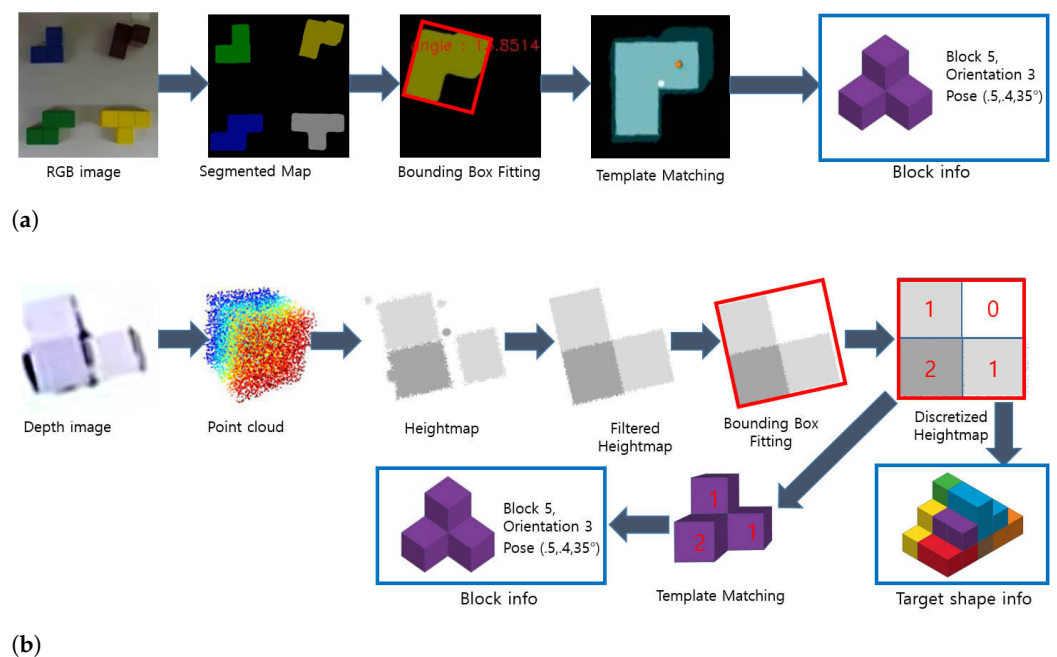 angle : 13.8514
Block 5,
Orientation 3
Pose (.5,.4,35°)
RGB image
Segmented Map
Bounding Box Fitting
Template Matching
Block info
(a)
1
0
2
1
Depth image
Point cloud
Heightmap
Filtered
Heightmap
Bounding Box
Fitting
Discretized
Heightmap
Block 5,
Orientation 3
Pose (.5,.4,35°)
1
2
1
Block info
Template Matching
Target shape info
(b)